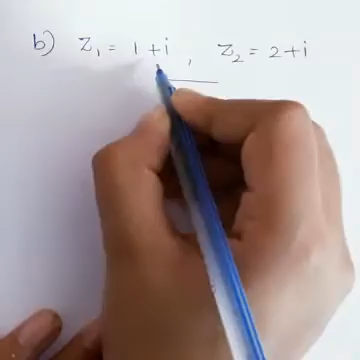 b) z₁ = 1 + i , z₂ = 2 + i